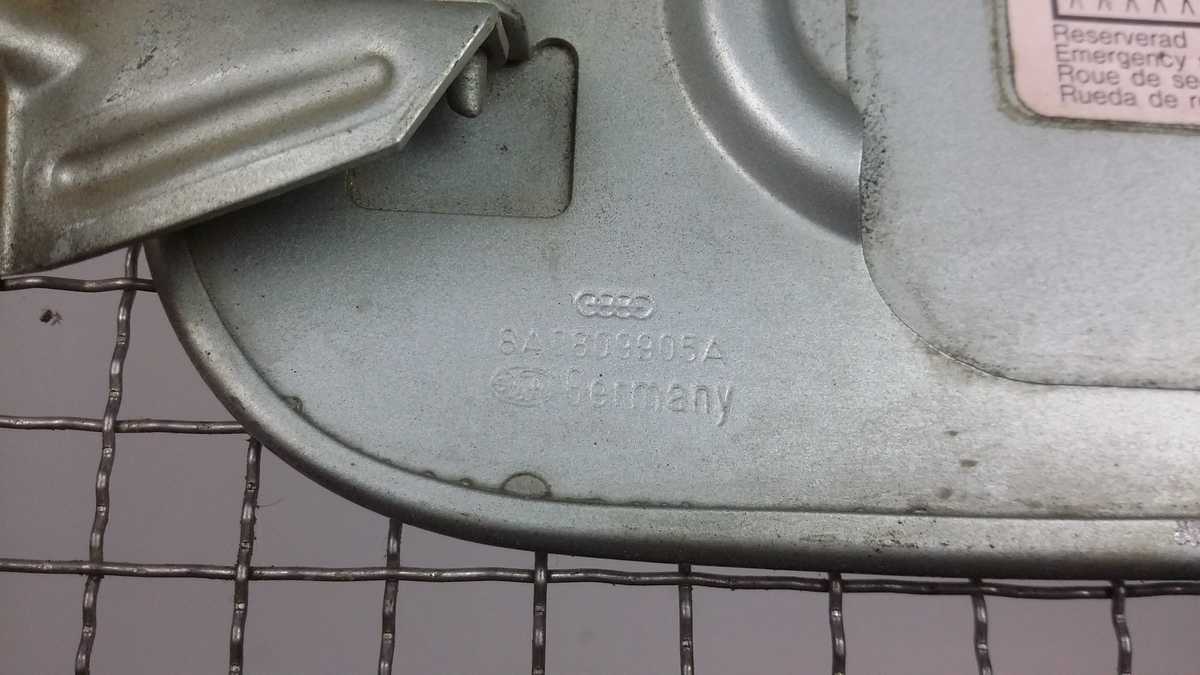 Reserverad
Emergency
Roue de se
Rueda de r
8A0809905A
Germany